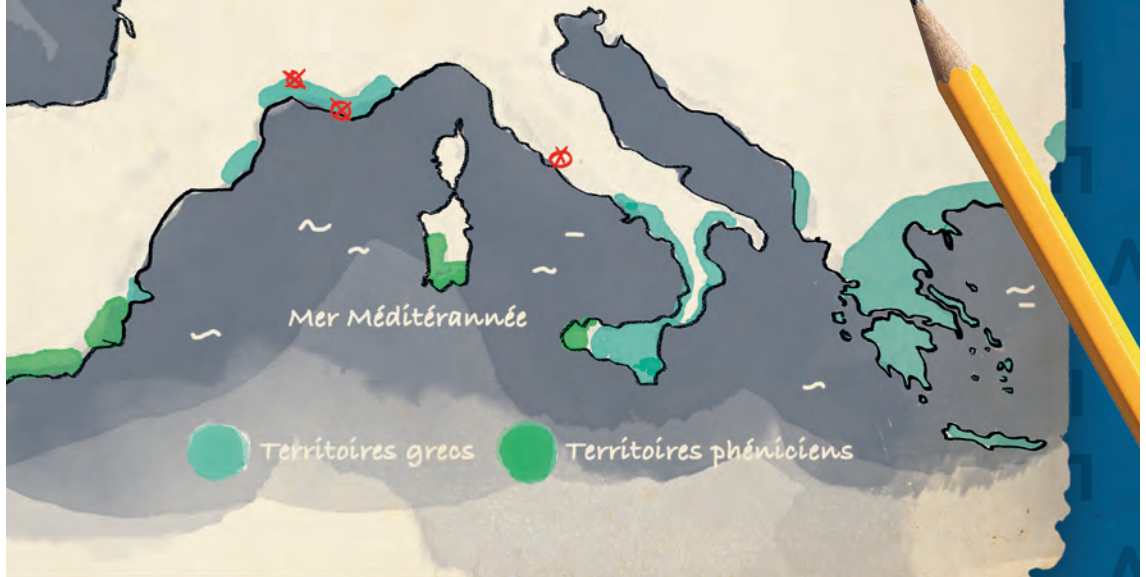 Mer Méditérannée
Territoires grecs
Territoires phéniciens